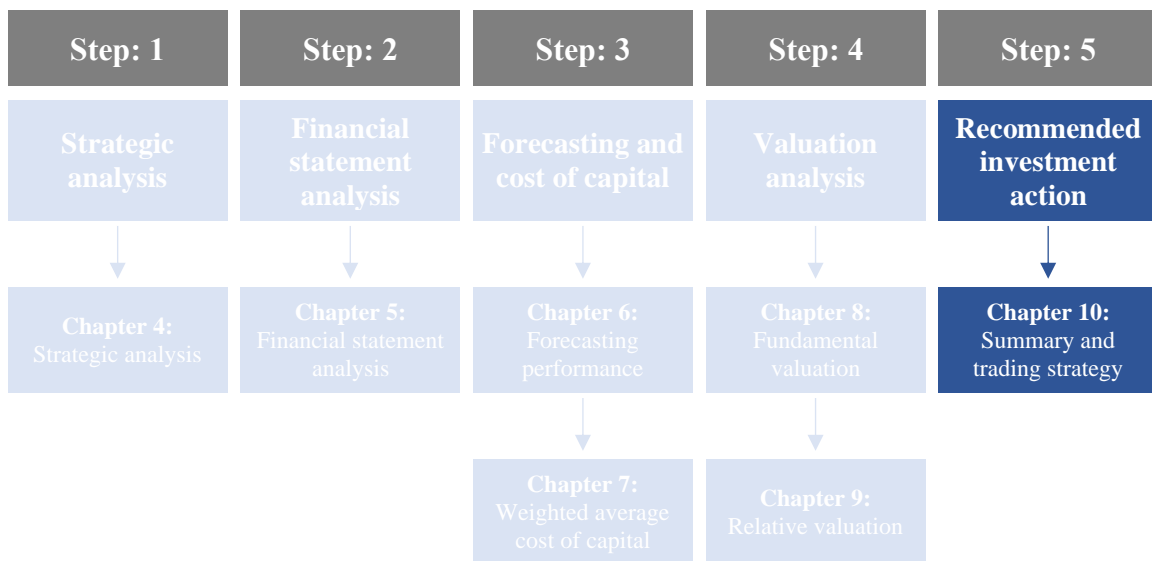 Step: 1
Step: 2
Step: 3
Step: 4
Step: 5
Strategic
analysis
Financial
statement
analysis
Forecasting and
cost of capital
Valuation
analysis
Recommended
investment
action
Chapter 4:
Strategic analysis
Chapter 5:
Financial statement
analysis
Chapter 6:
Forecasting
performance
Chapter 8:
Fundamental
valuation
Chapter 10:
Summary and
trading strategy
Chapter 7:
Weighted average
cost of capital
Chapter 9:
Relative valuation